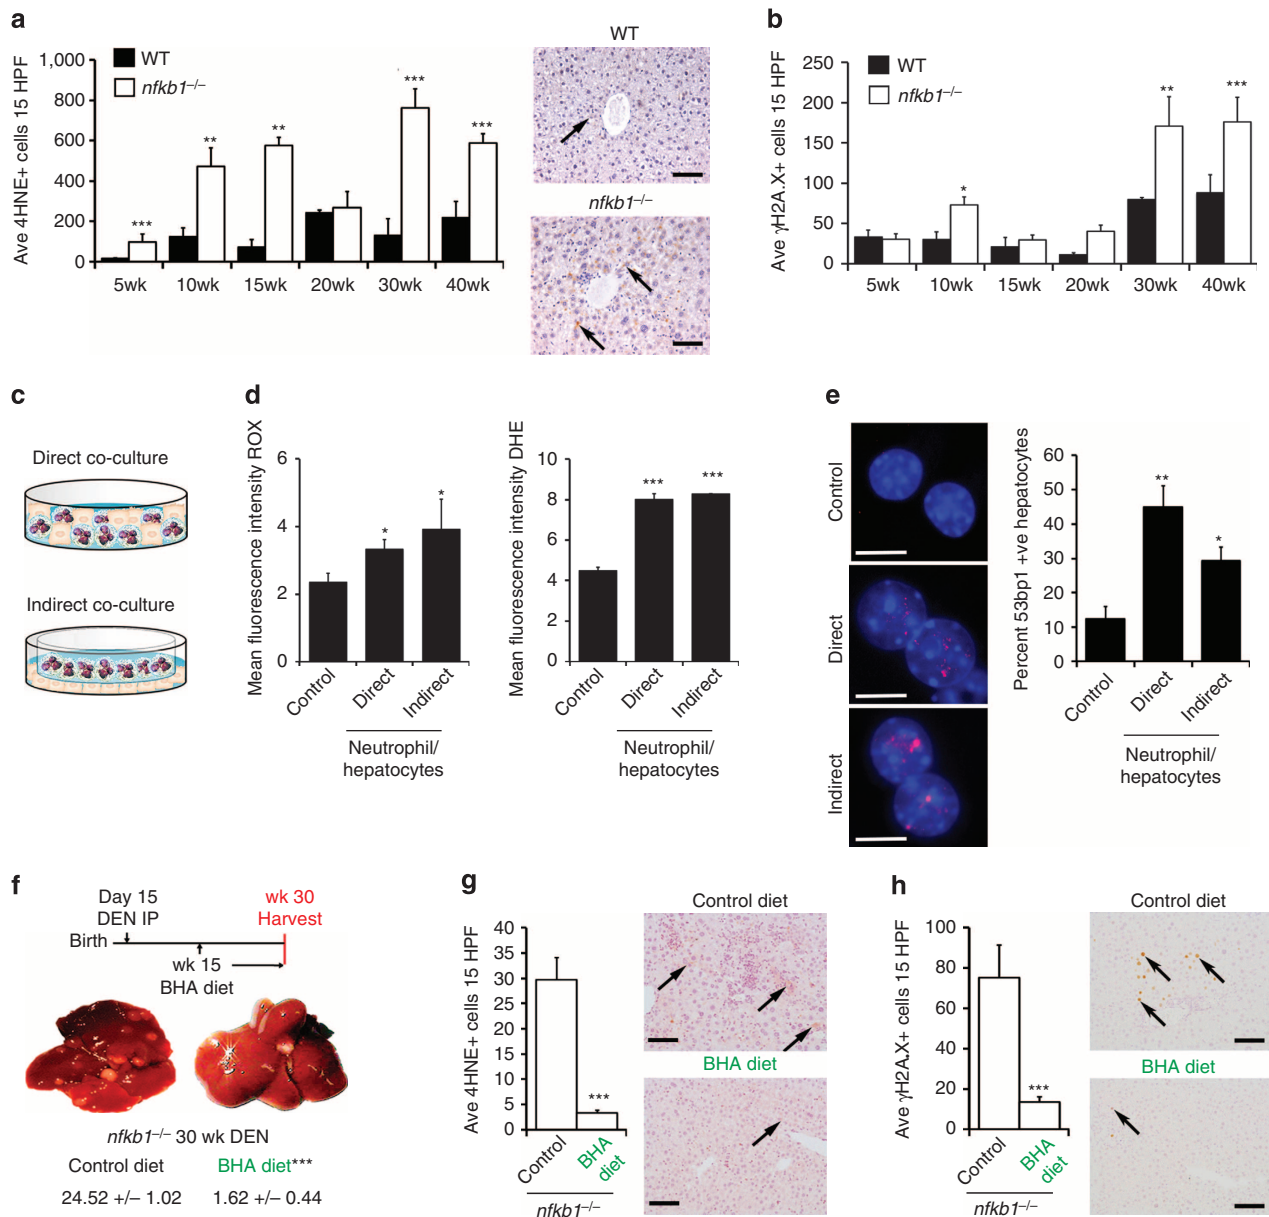 a
1,000
800
600
400
200
0
Ave 4HNE+ cells 15 HPF
WT
nfkb1–/–
***
**
**
***
***
5wk 10wk 15wk 20wk 30wk 40wk
WT
nfkb1–/–
b
250
200
150
100
50
0
Ave γH2A.X+ cells 15 HPF
WT
nfkb1–/–
*
**
***
5wk 10wk 15wk 20wk 30wk 40wk
c
Direct co-culture
Indirect co-culture
d
Mean fluorescence intensity ROX
6
4
2
0
*
*
Control
Direct
Indirect
Neutrophil/
hepatocytes
Mean fluorescence intensity DHE
10
8
6
4
2
0
***
***
Control
Direct
Indirect
Neutrophil/
hepatocytes
e
Control
Direct
Indirect
Percent 53bp1 +ve hepatocytes
60
50
40
30
20
10
0
**
*
Control
Direct
Indirect
Neutrophil/
hepatocytes
f
Day 15
DEN IP
wk 30
Harvest
Birth
wk 15
BHA diet
nfkb1–/– 30 wk DEN
Control diet BHA diet***
24.52 +/– 1.02 1.62 +/– 0.44
g
Ave 4HNE+ cells 15 HPF
40
35
30
25
20
15
10
5
0
***
Control
BHA
diet
nfkb1–/–
Control diet
BHA diet
h
Ave γH2A.X+ cells 15 HPF
100
80
60
40
20
0
***
Control
BHA
diet
nfkb1–/–
Control diet
BHA diet